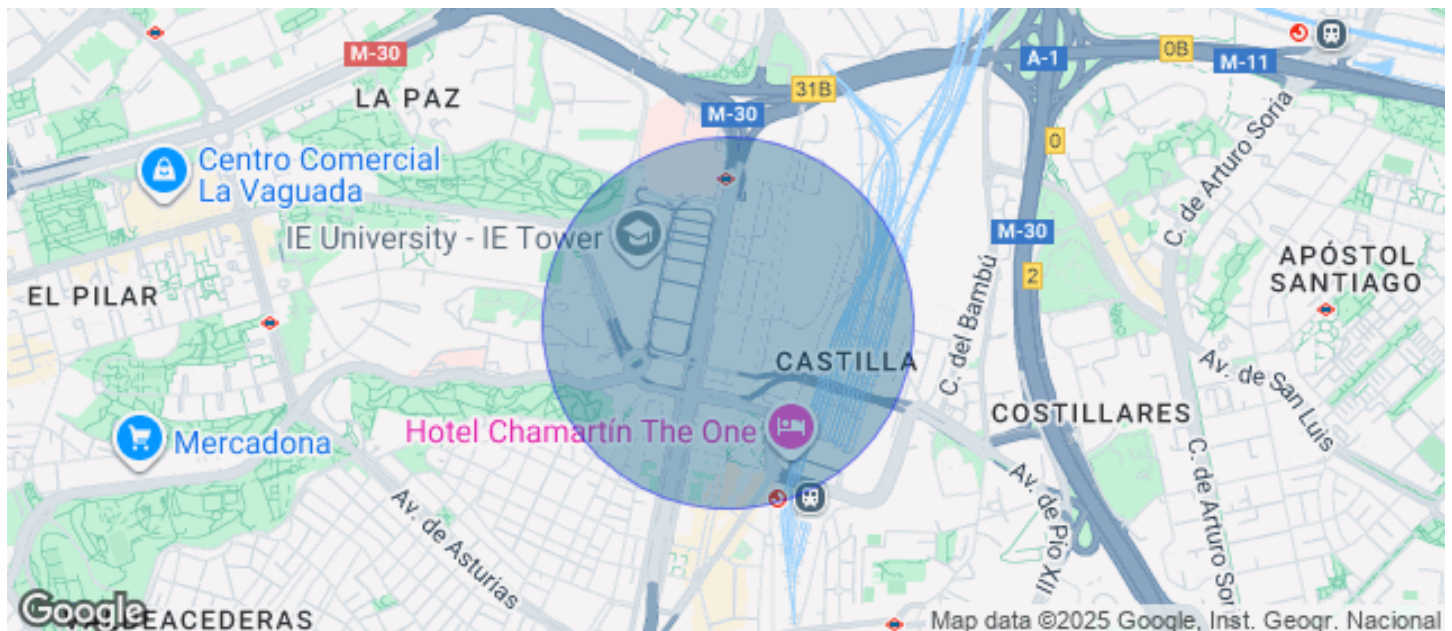 M-30
LA PAZ
31B
M-30
A-1
0B
M-11
0
C. de Arturo Soria
Centro Comercial
La Vaguada
IE University - IE Tower
M-30
2
APÓSTOL
SANTIAGO
EL PILAR
C. del Bambú
CASTILLA
Av. de San Luis
COSTILLARES
Hotel Chamartín The One
Mercadona
Av. de Asturias
Av. de Pío XII
C. de Arturo Sor
Google
VALDEACEDERAS
Map data ©2025 Google, Inst. Geogr. Nacional